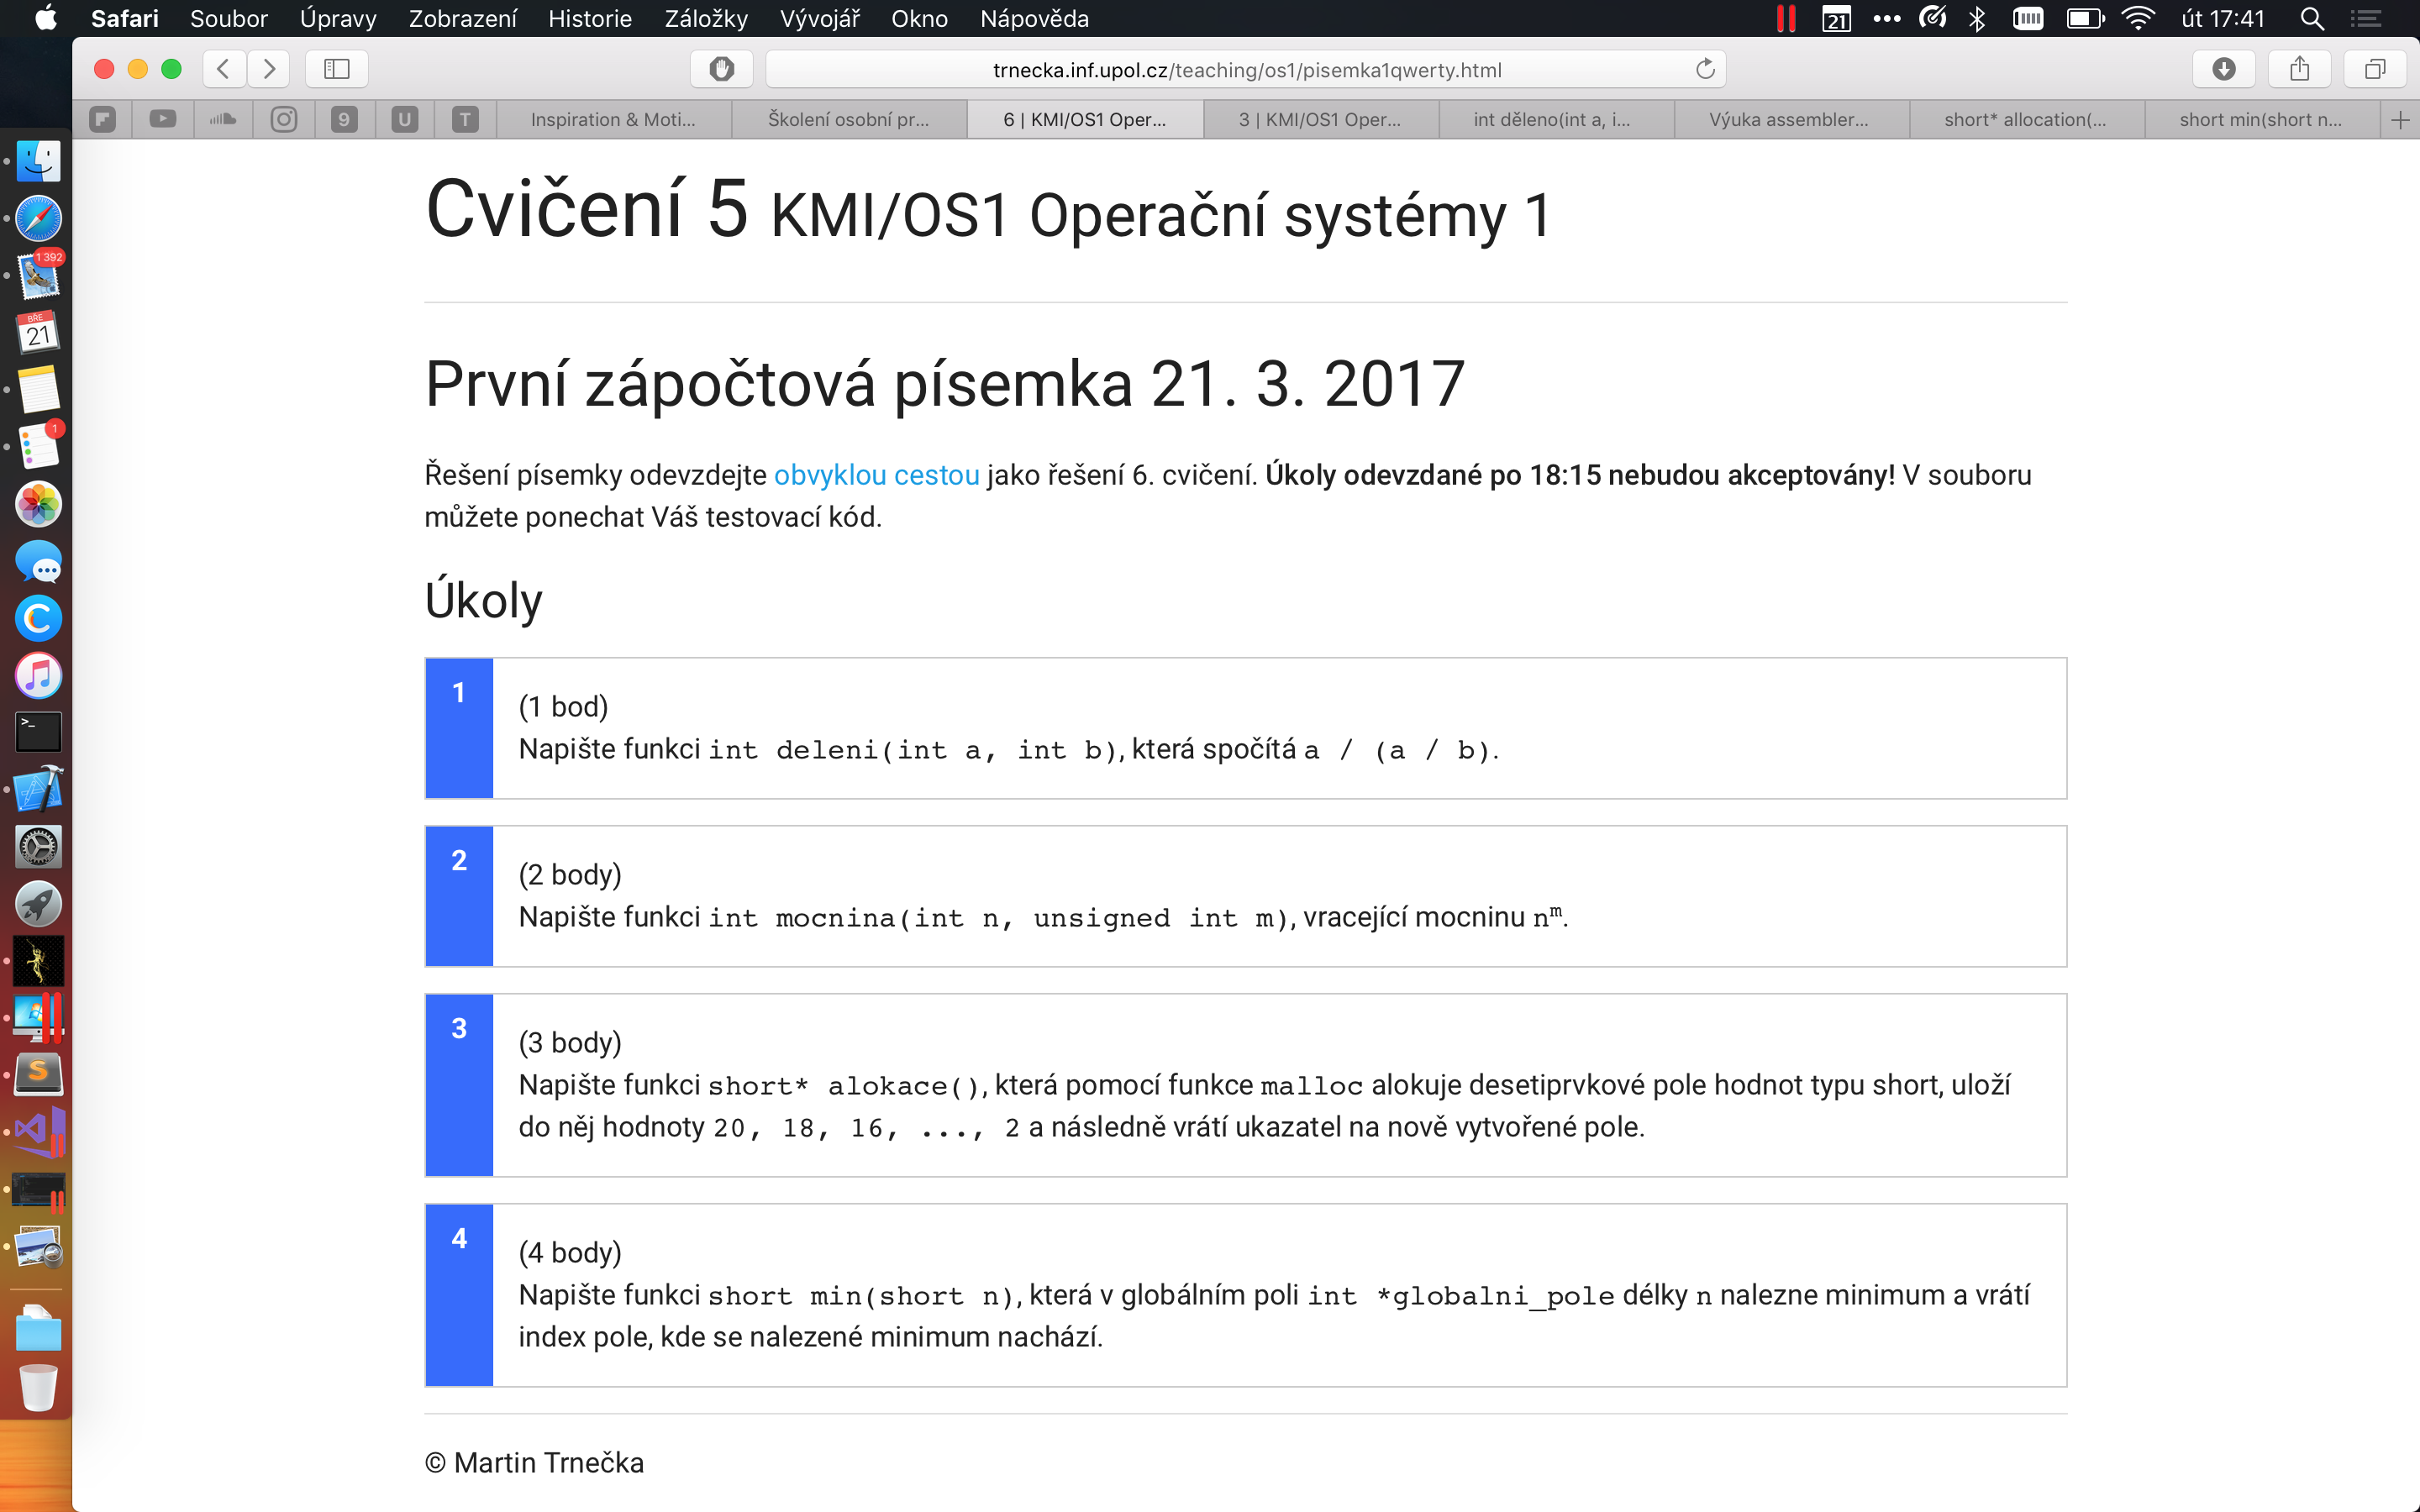 Safari Soubor Úpravy Zobrazení Historie Záložky Vývojář Okno Nápověda 21 út 17:41
trnecka.inf.upol.cz/teaching/os1/pisemka1qwerty.html
9 U T Inspiration & Moti... Školení osobní pr... 6 | KMI/OS1 Oper... 3 | KMI/OS1 Oper... int děleno(int a, i... Výuka assembler... short* allocation(... short min(short n...
1 392
BŘE
21
1
Cvičení 5 KMI/OS1 Operační systémy 1
První zápočtová písemka 21. 3. 2017
Řešení písemky odevzdejte obvyklou cestou jako řešení 6. cvičení. Úkoly odevzdané po 18:15 nebudou akceptovány! V souboru
můžete ponechat Váš testovací kód.
Úkoly
1
(1 bod)
Napište funkci int deleni(int a, int b), která spočítá a / (a / b).
2
(2 body)
Napište funkci int mocnina(int n, unsigned int m), vracející mocninu nᵐ.
3
(3 body)
Napište funkci short* alokace(), která pomocí funkce malloc alokuje desetiprvkové pole hodnot typu short, uloží
do něj hodnoty 20, 18, 16, ..., 2 a následně vrátí ukazatel na nově vytvořené pole.
4
(4 body)
Napište funkci short min(short n), která v globálním poli int *globalni_pole délky n nalezne minimum a vrátí
index pole, kde se nalezené minimum nachází.
© Martin Trnečka